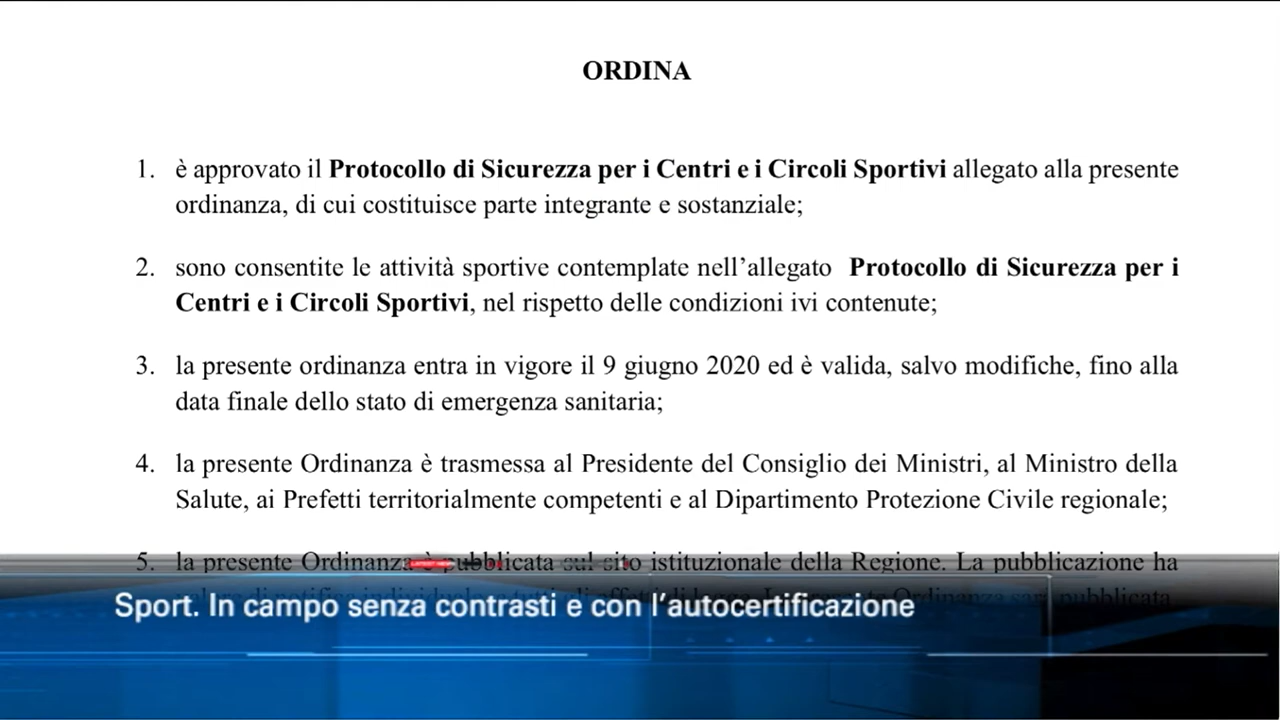 ORDINA
1. è approvato il Protocollo di Sicurezza per i Centri e i Circoli Sportivi allegato alla presente
ordinanza, di cui costituisce parte integrante e sostanziale;
2. sono consentite le attività sportive contemplate nell’allegato Protocollo di Sicurezza per i
Centri e i Circoli Sportivi, nel rispetto delle condizioni ivi contenute;
3. la presente ordinanza entra in vigore il 9 giugno 2020 ed è valida, salvo modifiche, fino alla
data finale dello stato di emergenza sanitaria;
4. la presente Ordinanza è trasmessa al Presidente del Consiglio dei Ministri, al Ministro della
Salute, ai Prefetti territorialmente competenti e al Dipartimento Protezione Civile regionale;
5. la presente Ordinanza è pubblicata sul sito istituzionale della Regione. La pubblicazione ha
Sport. In campo senza contrasti e con l’autocertificazione